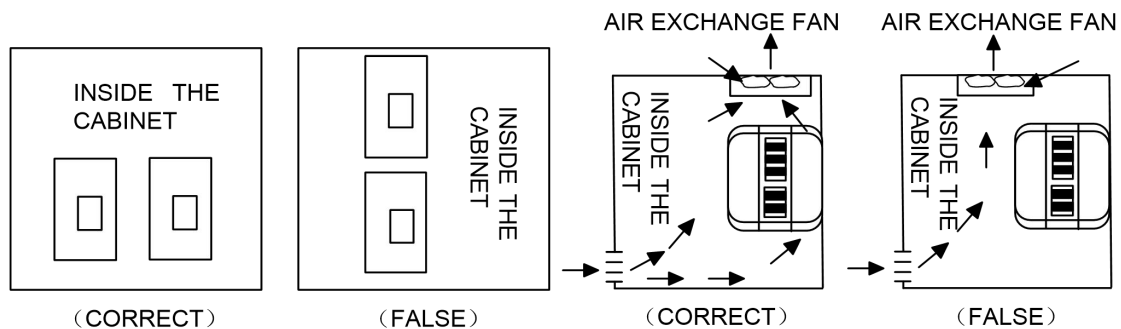 INSIDE THE
CABINET
（CORRECT）
INSIDE THE
CABINET
（FALSE）
AIR EXCHANGE FAN
INSIDE THE
CABINET
（CORRECT）
AIR EXCHANGE FAN
INSIDE THE
CABINET
（FALSE）